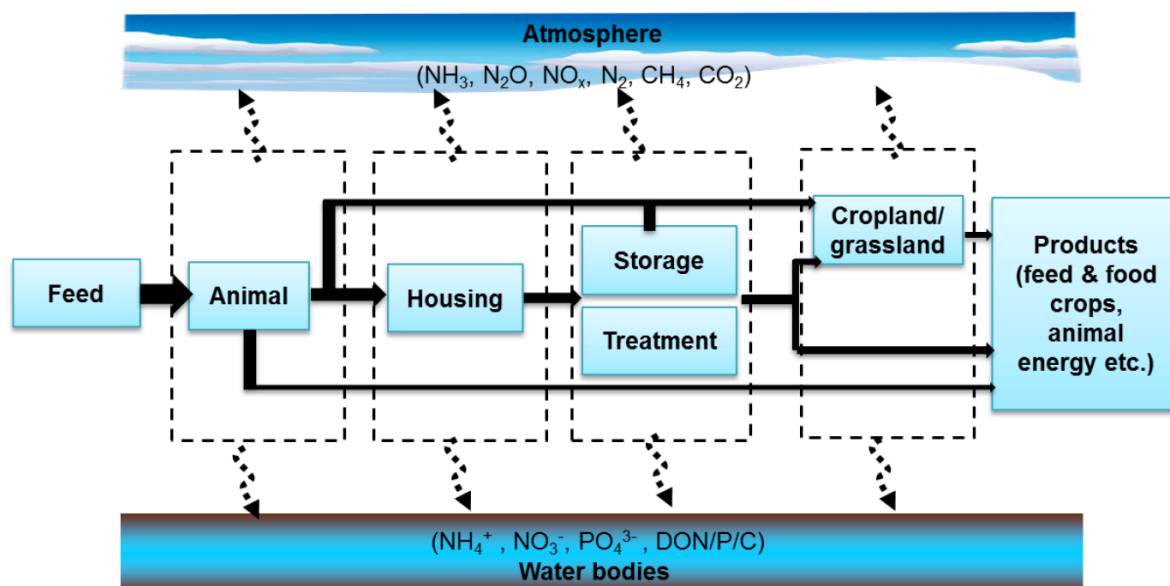 Atmosphere
(NH₃, N₂O, NOₓ, N₂, CH₄, CO₂)
Feed
Animal
Housing
Storage
Treatment
Cropland/
grassland
Products
(feed & food
crops,
animal
energy etc.)
(NH₄⁺ , NO₃⁻, PO₄³⁻ , DON/P/C)
Water bodies